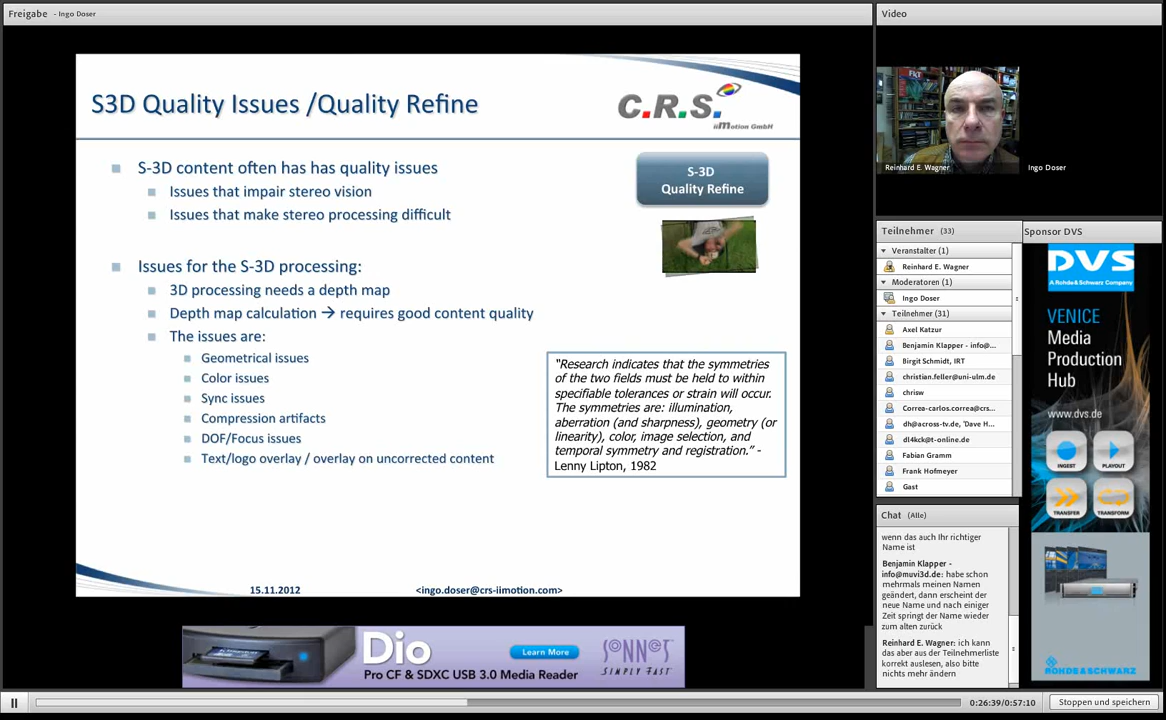 Freigabe - Ingo Doser
S3D Quality Issues /Quality Refine
C.R.S.
iiMotion GmbH
S-3D content often has has quality issues
Issues that impair stereo vision
Issues that make stereo processing difficult
S-3D
Quality Refine
Issues for the S-3D processing:
3D processing needs a depth map
Depth map calculation → requires good content quality
The issues are:
Geometrical issues
Color issues
Sync issues
Compression artifacts
DOF/Focus issues
Text/logo overlay / overlay on uncorrected content
"Research indicates that the symmetries
of the two fields must be held to within
specifiable tolerances or strain will occur.
The symmetries are: illumination,
aberration (and sharpness), geometry (or
linearity), color, image selection, and
temporal symmetry and registration." -
Lenny Lipton, 1982
15.11.2012
<ingo.doser@crs-iimotion.com>
Dio
Pro CF & SDXC USB 3.0 Media Reader
Learn More
SONNET
SIMPLY FAST
Video
FKT
Reinhard E. Wagner
Ingo Doser
Teilnehmer (33)
Veranstalter (1)
Reinhard E. Wagner
Moderatoren (1)
Ingo Doser
Teilnehmer (31)
Axel Katzur
Benjamin Klapper - info@...
Birgit Schmidt, IRT
christian.feller@uni-ulm.de
chrisw
Correa-carlos.correa@crs...
dh@across-tv.de, 'Dave H...
dl4kck@t-online.de
Fabian Gramm
Frank Hofmeyer
Gast
Sponsor DVS
DVS
A Rohde&Schwarz Company
VENICE
Media
Production
Hub
www.dvs.de
INGEST
PLAYOUT
TRANSFER
TRANSFORM
ROHDE&SCHWARZ
Chat (Alle)
wenn das auch Ihr richtiger
Name ist
Benjamin Klapper -
info@muvi3d.de: habe schon
mehrmals meinen Namen
geändert, dann erscheint der
neue Name und nach einiger
Zeit springt der Name wieder
zum alten zurück
Reinhard E. Wagner: ich kann
das aber aus der Teilnehmerliste
korrekt auslesen, also bitte
nichts mehr ändern
0:26:39/0:57:10
Stoppen und speichern